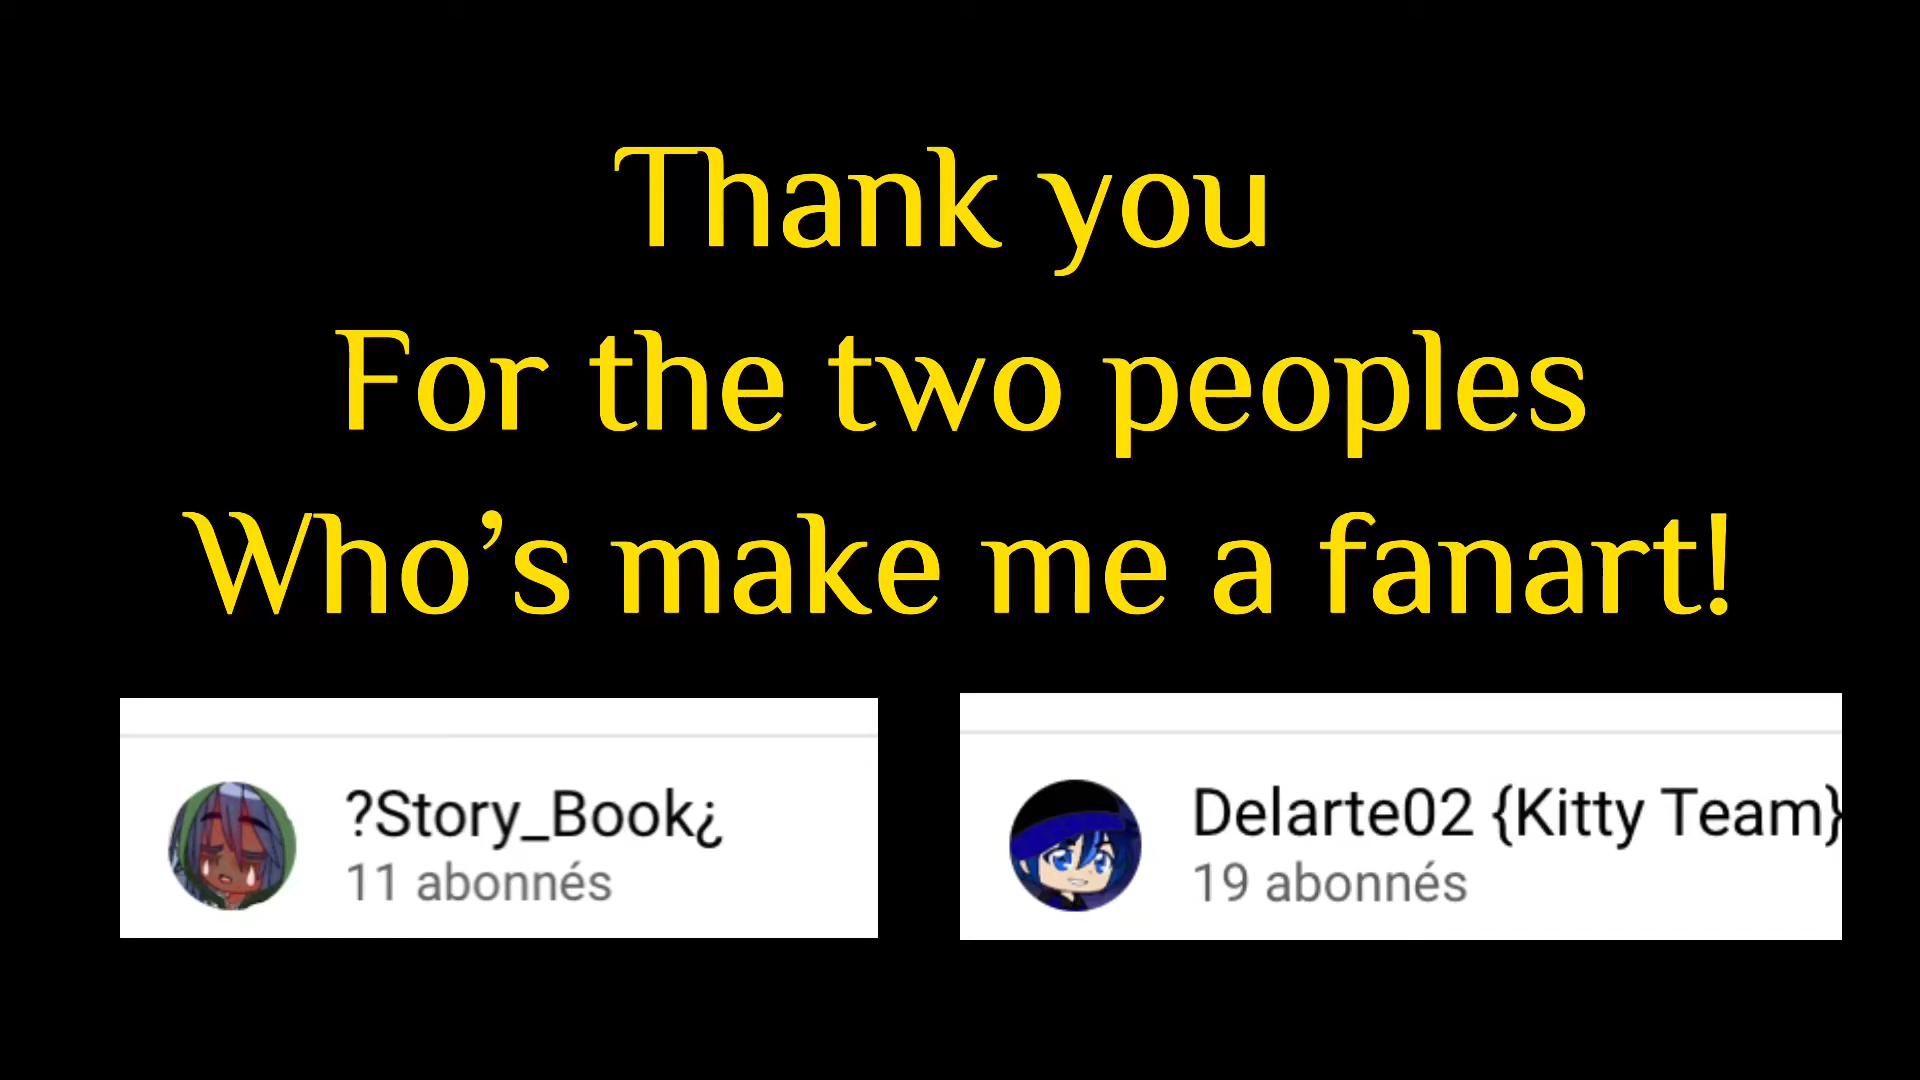 Thank you
For the two peoples
Who’s make me a fanart!
?Story_Book¿
11 abonnés
Delarte02 {Kitty Team}
19 abonnés